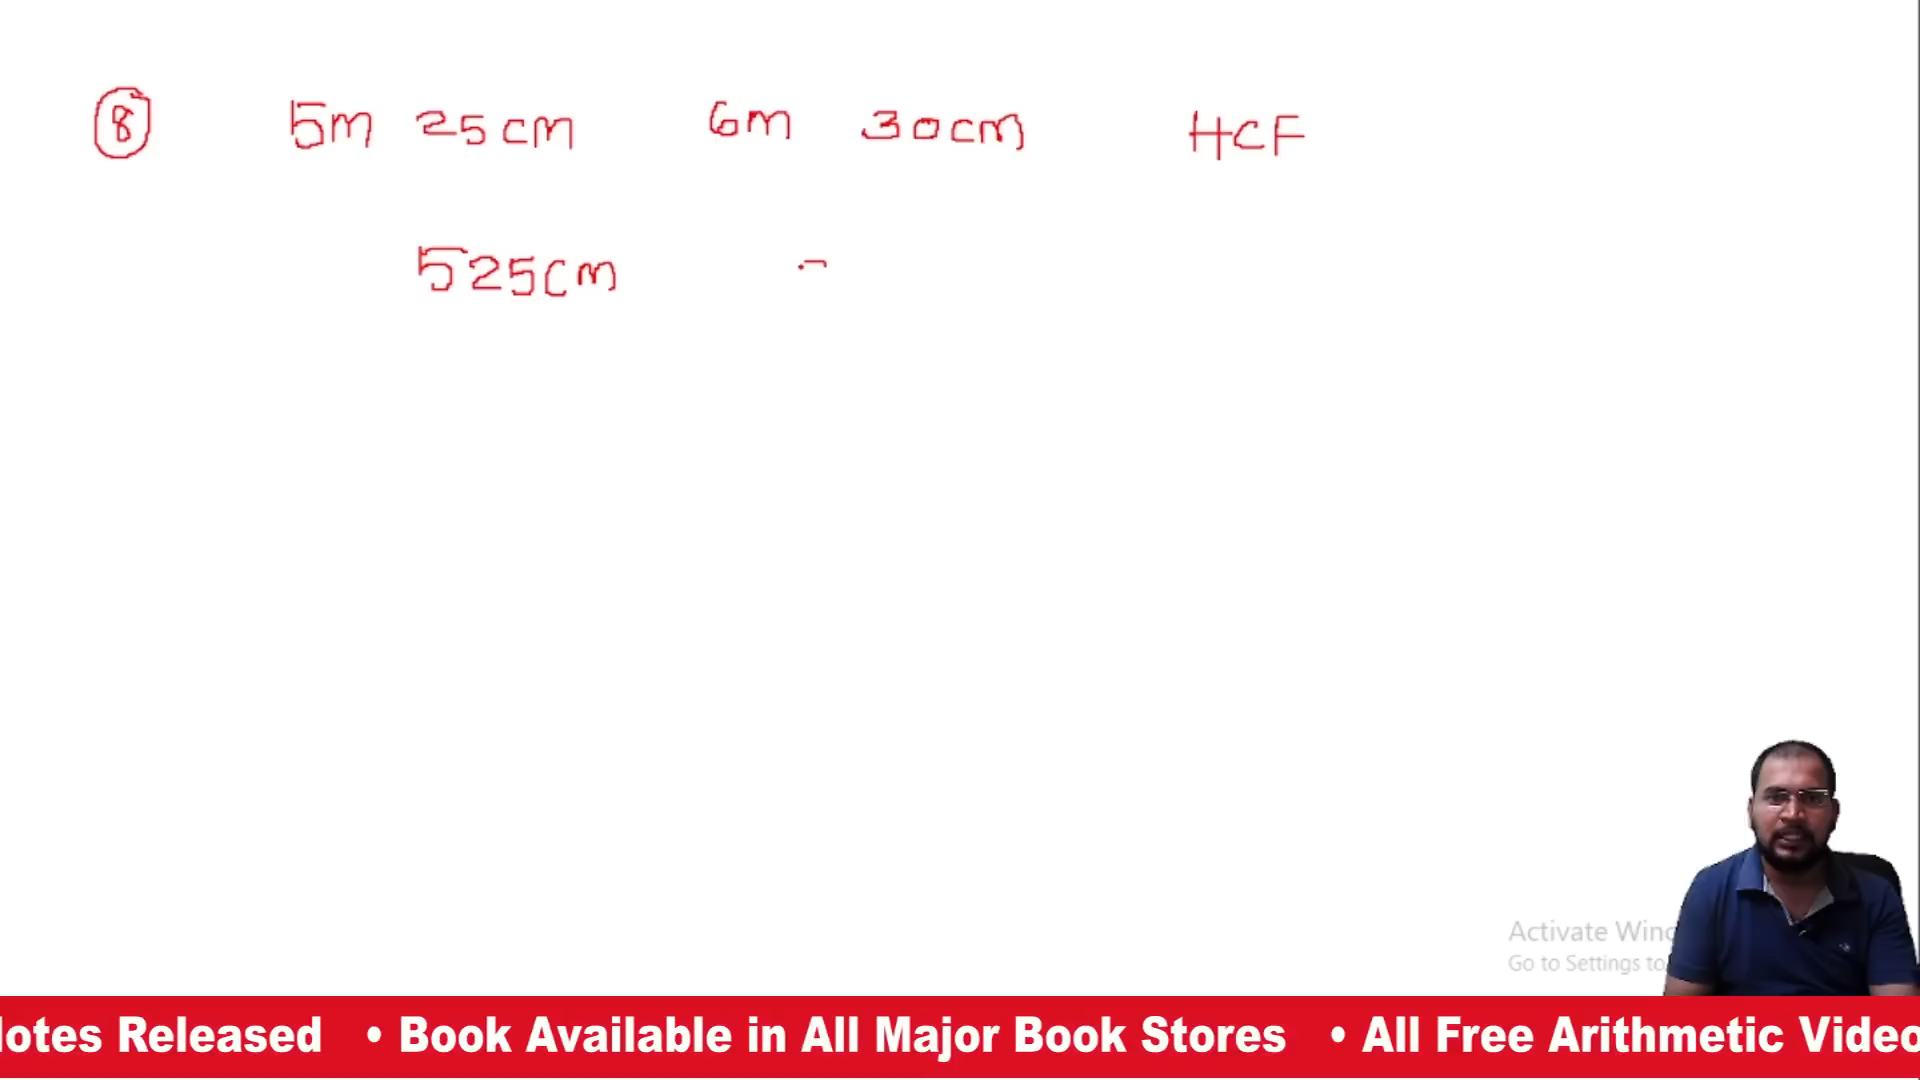 8 5m 25cm 6m 30cm HCF
525cm
Activate Wind
Go to Settings to
lotes Released • Book Available in All Major Book Stores • All Free Arithmetic Video